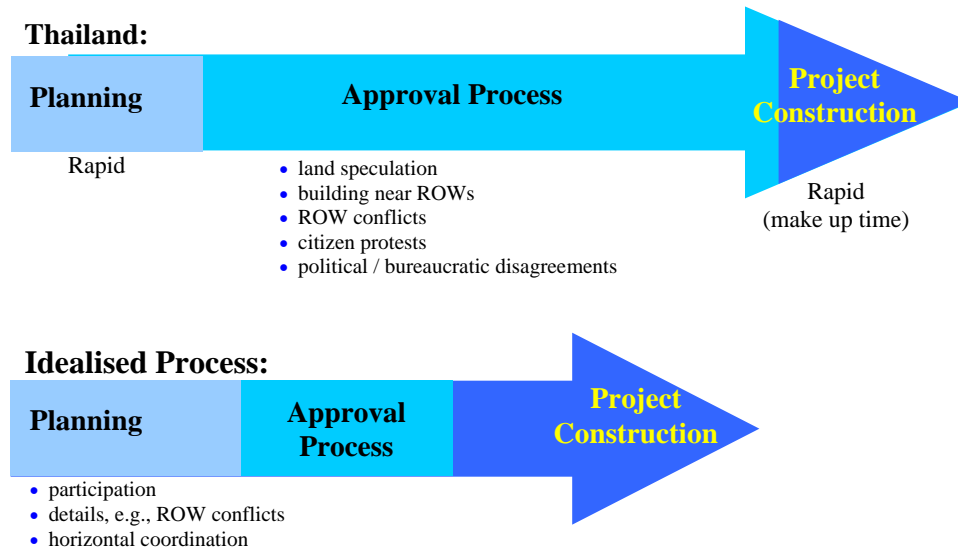 Thailand:
Planning
Approval Process
Project
Construction
Rapid
• land speculation
• building near ROWs
• ROW conflicts
• citizen protests
• political / bureaucratic disagreements
Rapid
(make up time)
Idealised Process:
Planning
Approval
Process
Project
Construction
• participation
• details, e.g., ROW conflicts
• horizontal coordination